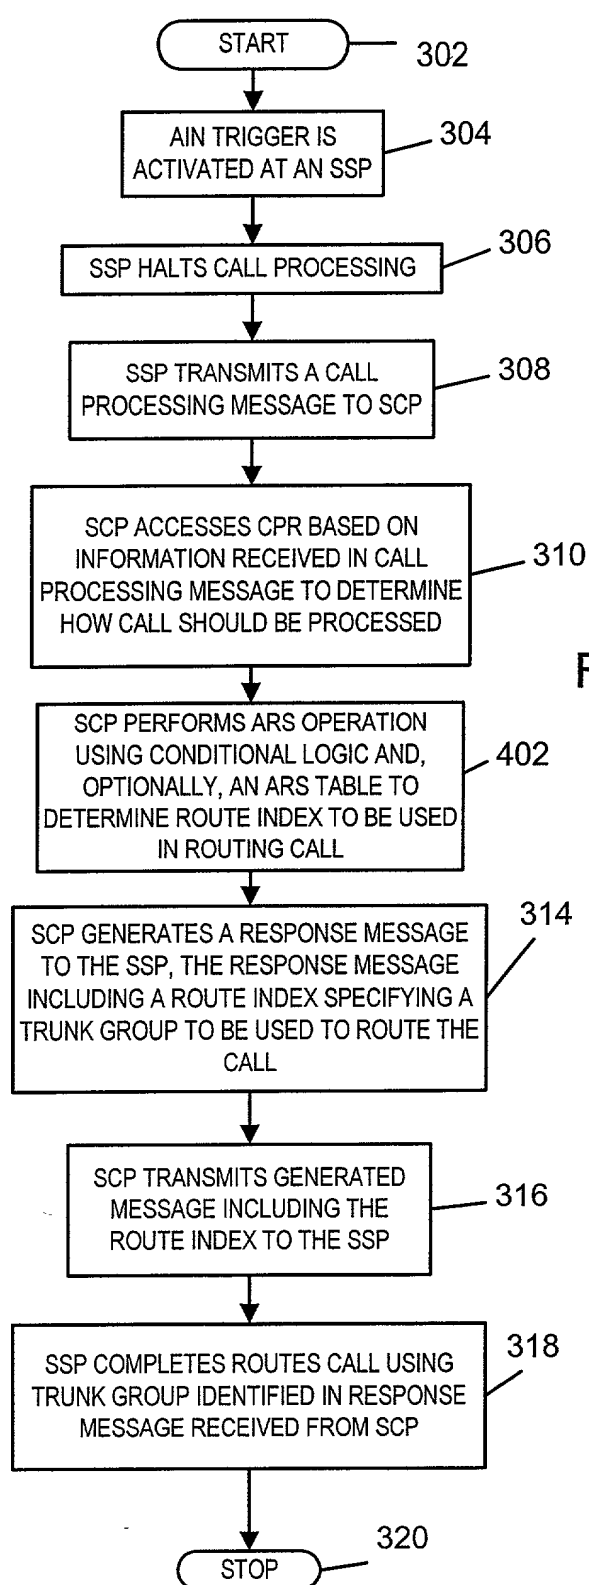 START
302
AIN TRIGGER IS
ACTIVATED AT AN SSP
304
SSP HALTS CALL PROCESSING
306
SSP TRANSMITS A CALL
PROCESSING MESSAGE TO SCP
308
SCP ACCESSES CPR BASED ON
INFORMATION RECEIVED IN CALL
PROCESSING MESSAGE TO DETERMINE
HOW CALL SHOULD BE PROCESSED
310
F
SCP PERFORMS ARS OPERATION
USING CONDITIONAL LOGIC AND,
OPTIONALLY, AN ARS TABLE TO
DETERMINE ROUTE INDEX TO BE USED
IN ROUTING CALL
402
SCP GENERATES A RESPONSE MESSAGE
TO THE SSP, THE RESPONSE MESSAGE
INCLUDING A ROUTE INDEX SPECIFYING A
TRUNK GROUP TO BE USED TO ROUTE THE
CALL
314
SCP TRANSMITS GENERATED
MESSAGE INCLUDING THE
ROUTE INDEX TO THE SSP
316
SSP COMPLETES ROUTES CALL USING
TRUNK GROUP IDENTIFIED IN RESPONSE
MESSAGE RECEIVED FROM SCP
318
STOP
320